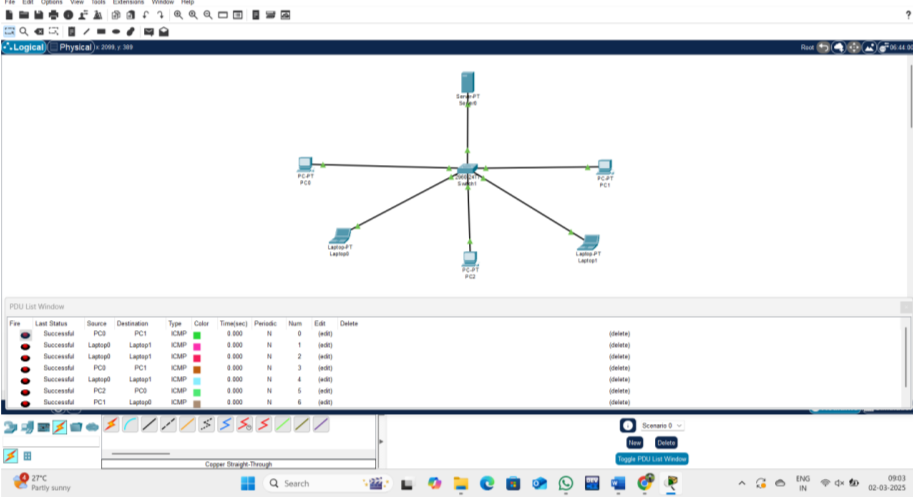 File Edit Options View Tools Extensions Window Help
?
Logical Physical x: 2099, y: 389
Root 06:44:00
Server-PT
Server0
PC-PT
PC0
Switch1
PC-PT
PC1
Laptop-PT
Laptop0
PC-PT
PC2
Laptop-PT
Laptop1
PDU List Window
Fire Last Status Source Destination Type Color Time(sec) Periodic Num Edit Delete
Successful PC0 PC1 ICMP 0.000 N 0 (edit) (delete)
Successful Laptop0 Laptop1 ICMP 0.000 N 1 (edit) (delete)
Successful Laptop0 Laptop1 ICMP 0.000 N 2 (edit) (delete)
Successful PC0 PC1 ICMP 0.000 N 3 (edit) (delete)
Successful Laptop0 Laptop1 ICMP 0.000 N 4 (edit) (delete)
Successful PC2 PC0 ICMP 0.000 N 5 (edit) (delete)
Successful PC1 Laptop0 ICMP 0.000 N 6 (edit) (delete)
Scenario 0
New Delete
Toggle PDU List Window
Copper Straight-Through
4
27°C
Partly sunny
Search
DEV
ENG
IN
09:03
02-03-2025